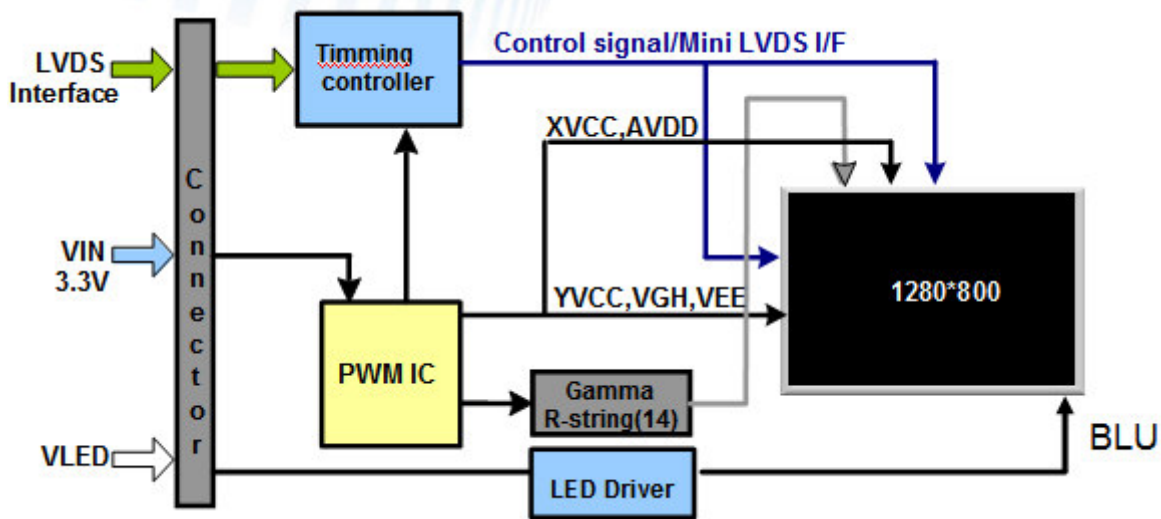 LVDS
Interface
VIN
3.3V
VLED
Connector
Timming
controller
Control signal/Mini LVDS I/F
XVCC,AVDD
YVCC,VGH,VEE
PWM IC
Gamma
R-string(14)
LED Driver
1280*800
BLU